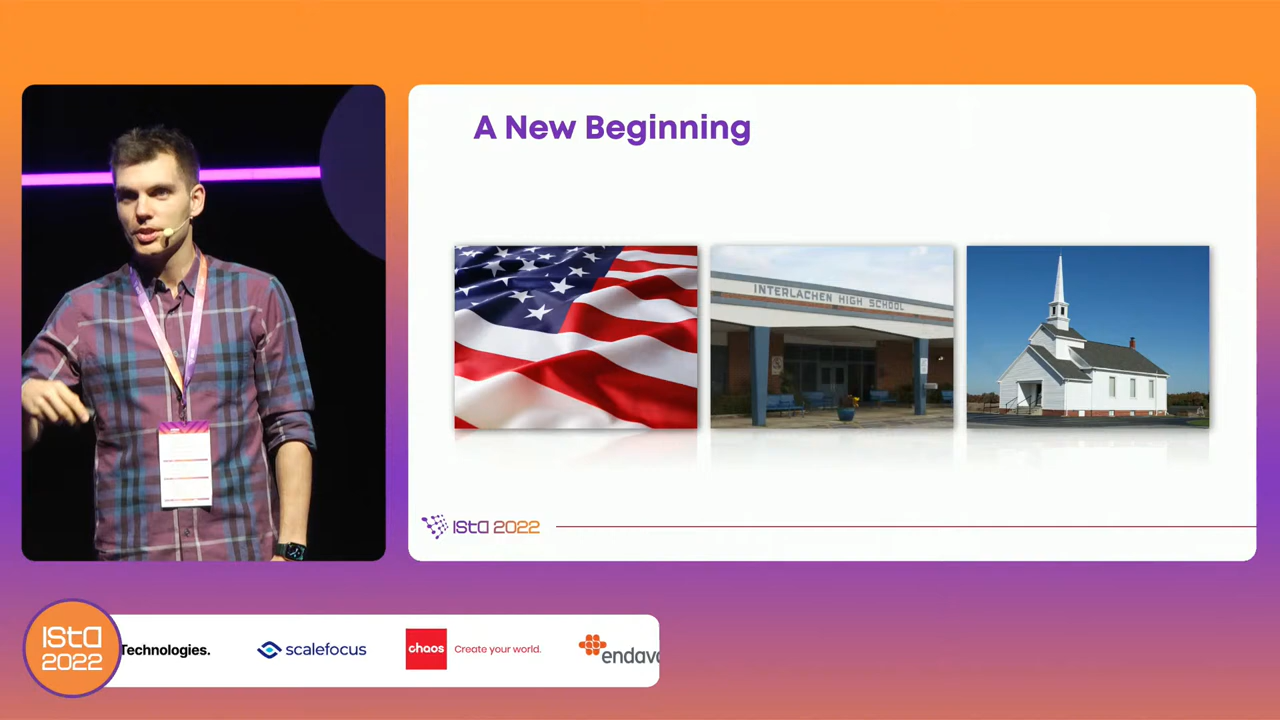 A New Beginning
INTERLACHEN HIGH SCHOOL
ISTA 2022
ISTA
2022
Technologies.
scalefocus
chaos
Create your world.
endava